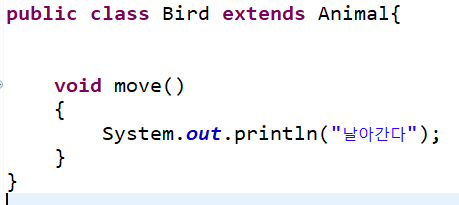 public class Bird extends Animal{
void move()
{
System.out.println("날아간다");
}
}